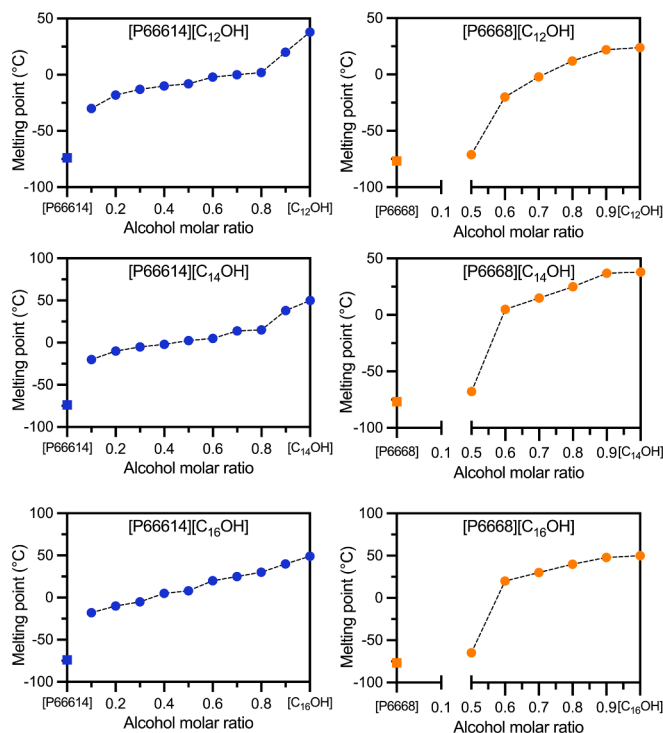 [P66614][C₁₂OH]
Melting point (°C)
50
0
-50
-100
[P66614] 0.2 0.4 0.6 0.8 [C₁₂OH]
Alcohol molar ratio
[P6668][C₁₂OH]
Melting point (°C)
50
0
-50
-100
[P6668] 0.1 0.5 0.6 0.7 0.8 0.9 [C₁₂OH]
Alcohol molar ratio
[P66614][C₁₄OH]
Melting point (°C)
100
50
0
-50
-100
[P66614] 0.2 0.4 0.6 0.8 [C₁₄OH]
Alcohol molar ratio
[P6668][C₁₄OH]
Melting point (°C)
50
0
-50
-100
[P6668] 0.1 0.5 0.6 0.7 0.8 0.9 [C₁₄OH]
Alcohol molar ratio
[P66614][C₁₆OH]
Melting point (°C)
100
50
0
-50
-100
[P66614] 0.2 0.4 0.6 0.8 [C₁₆OH]
Alcohol molar ratio
[P6668][C₁₆OH]
Melting point (°C)
100
50
0
-50
-100
[P6668] 0.1 0.5 0.6 0.7 0.8 0.9 [C₁₆OH]
Alcohol molar ratio